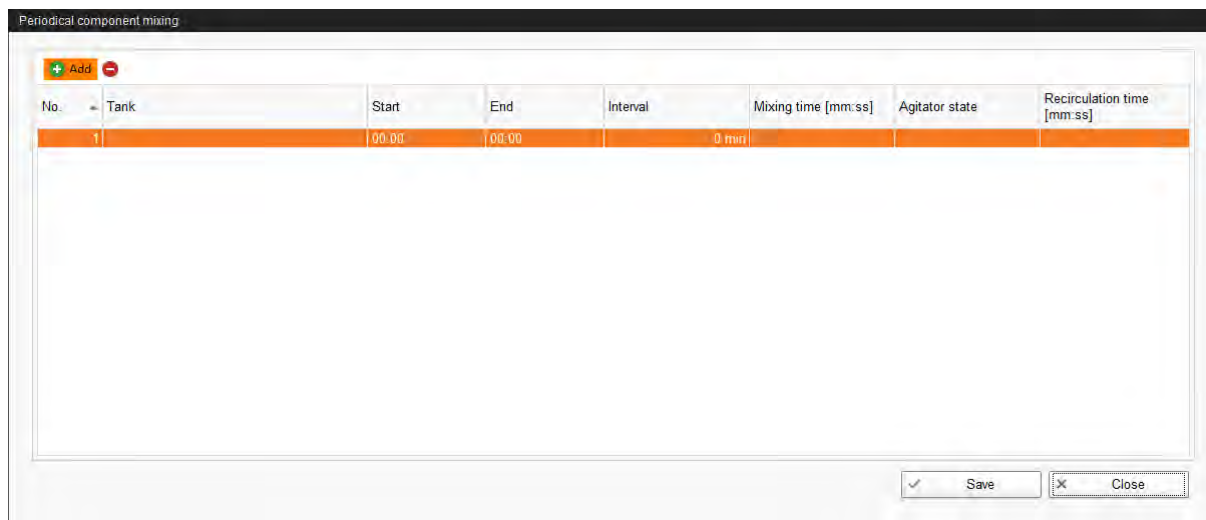 Periodical component mixing
Add
No. Tank Start End Interval Mixing time [mm:ss] Agitator state Recirculation time [mm:ss]
1 00:00 00:00 0 min
Save Close